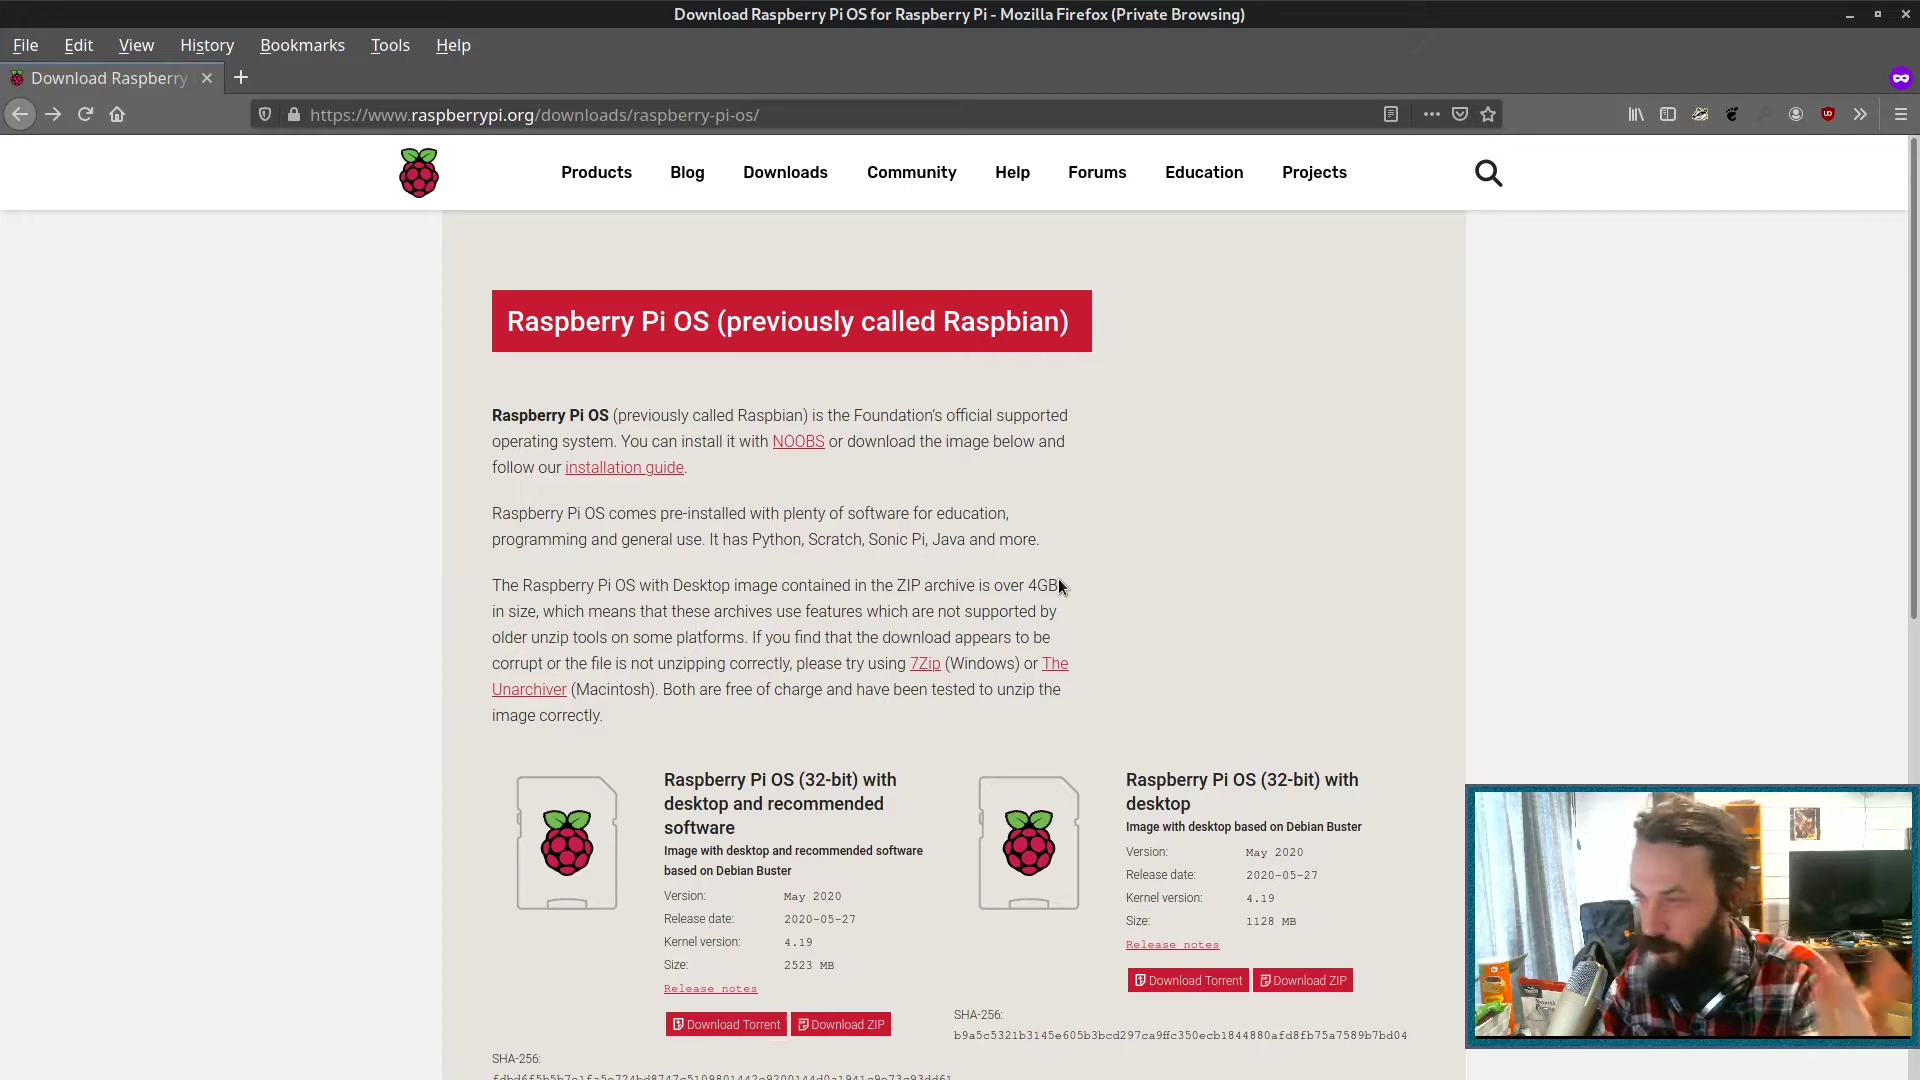 Download Raspberry Pi OS for Raspberry Pi - Mozilla Firefox (Private Browsing)
File Edit View History Bookmarks Tools Help
Download Raspberry
https://www.raspberrypi.org/downloads/raspberry-pi-os/
Products Blog Downloads Community Help Forums Education Projects
Raspberry Pi OS (previously called Raspbian)
Raspberry Pi OS (previously called Raspbian) is the Foundation's official supported
operating system. You can install it with NOOBS or download the image below and
follow our installation guide.
Raspberry Pi OS comes pre-installed with plenty of software for education,
programming and general use. It has Python, Scratch, Sonic Pi, Java and more.
The Raspberry Pi OS with Desktop image contained in the ZIP archive is over 4GB
in size, which means that these archives use features which are not supported by
older unzip tools on some platforms. If you find that the download appears to be
corrupt or the file is not unzipping correctly, please try using 7Zip (Windows) or The
Unarchiver (Macintosh). Both are free of charge and have been tested to unzip the
image correctly.
Raspberry Pi OS (32-bit) with
desktop and recommended
software
Image with desktop and recommended software
based on Debian Buster
Version: May 2020
Release date: 2020-05-27
Kernel version: 4.19
Size: 2523 MB
Release notes
Download Torrent Download ZIP
SHA-256:
Raspberry Pi OS (32-bit) with
desktop
Image with desktop based on Debian Buster
Version: May 2020
Release date: 2020-05-27
Kernel version: 4.19
Size: 1128 MB
Release notes
Download Torrent Download ZIP
SHA-256:
b9a5c5321b3145e605b3bcd297ca9ffc350ecb1844880afd8fb75a7589b7bd04